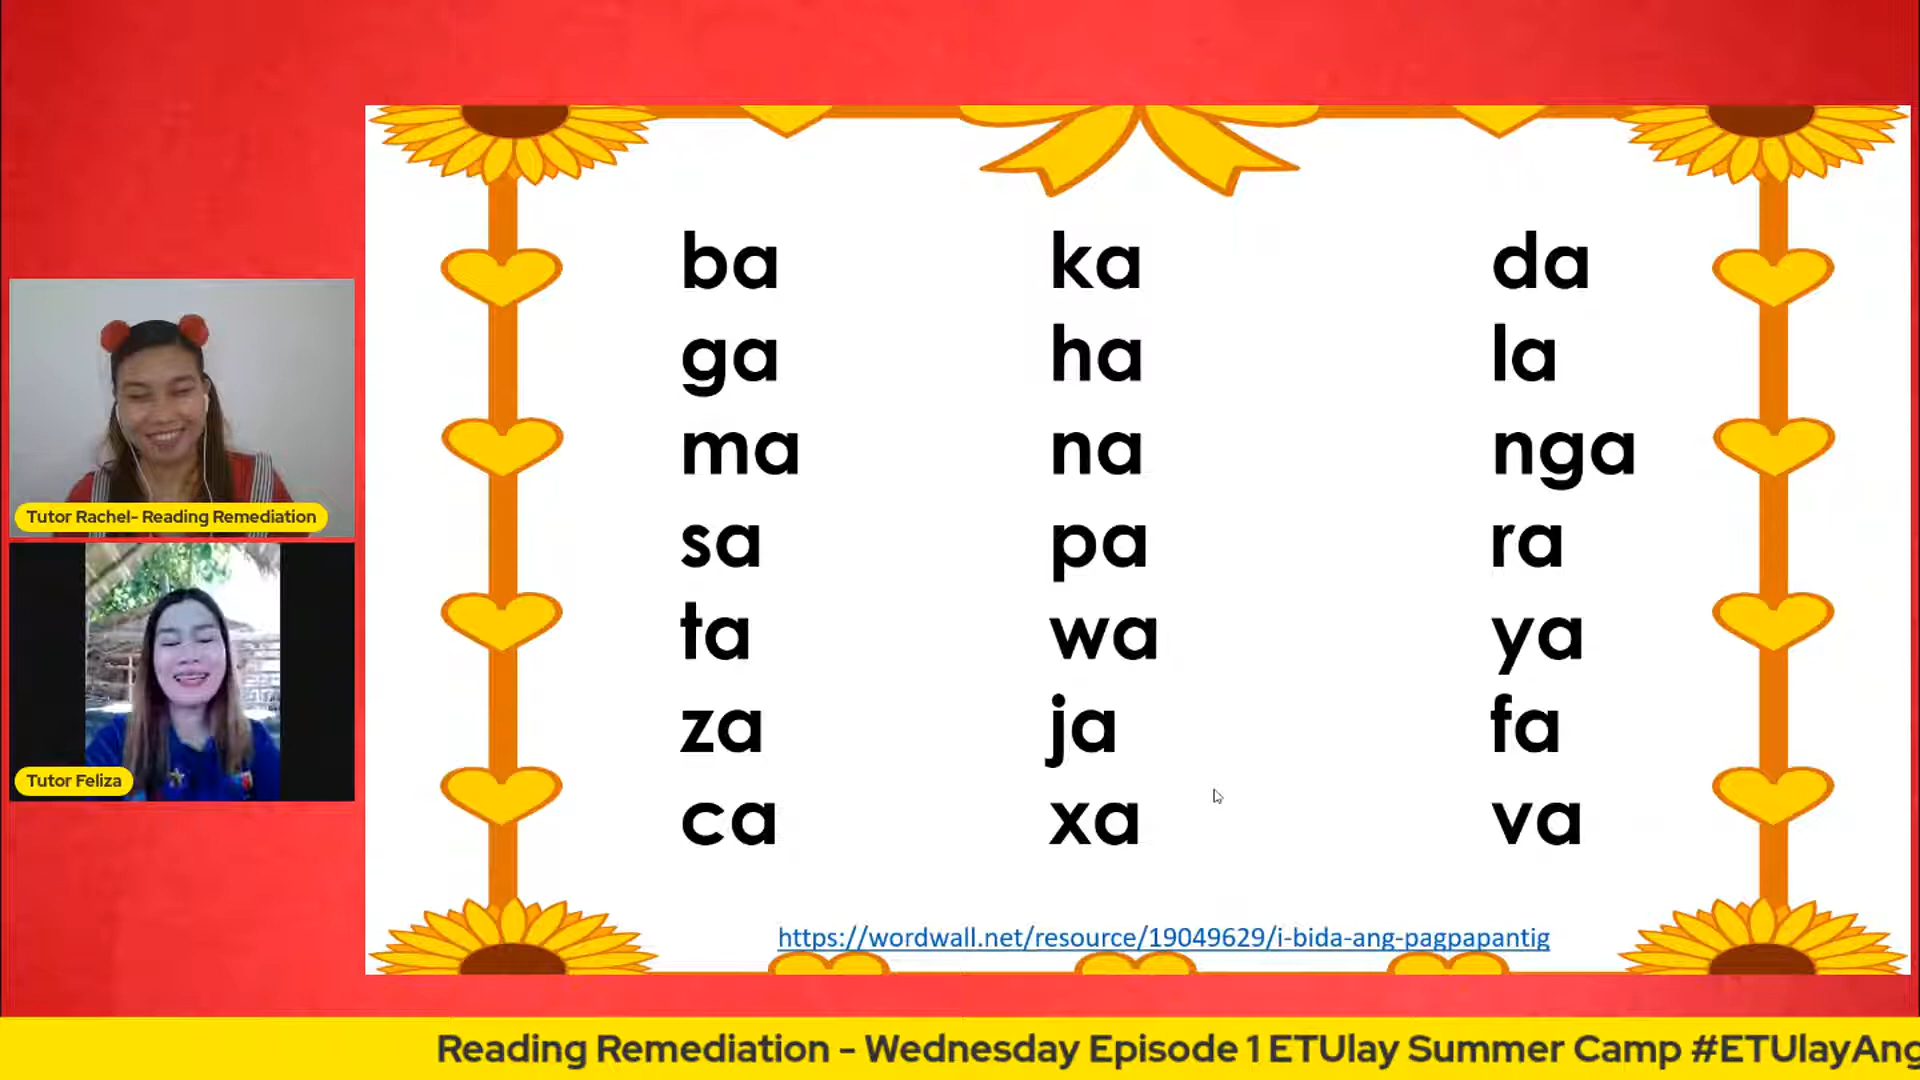 ba ka da
ga ha la
ma na nga
sa pa ra
ta wa ya
za ja fa
ca xa va
https://wordwall.net/resource/19049629/i-bida-ang-pagpapantig
Tutor Rachel- Reading Remediation
Tutor Feliza
Reading Remediation - Wednesday Episode 1 ETUlay Summer Camp #ETUlayAng